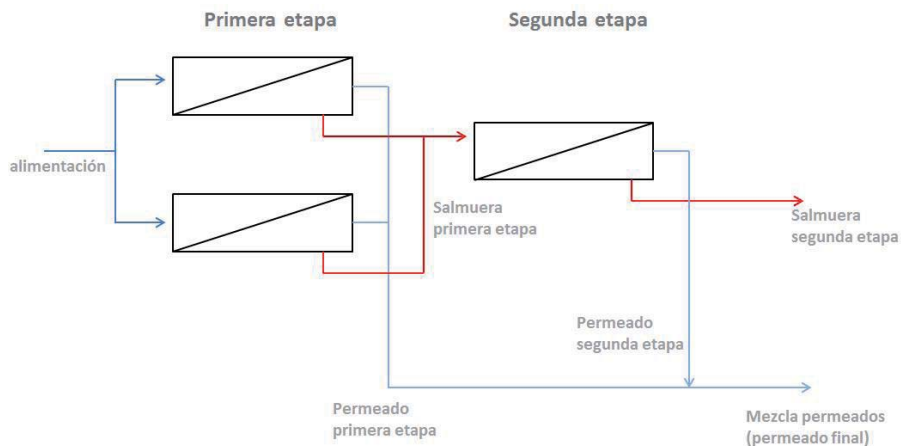 Primera etapa
Segunda etapa
alimentación
Salmuera
primera etapa
Salmuera
segunda etapa
Permeado
segunda etapa
Permeado
primera etapa
Mezcla permeados
(permeado final)